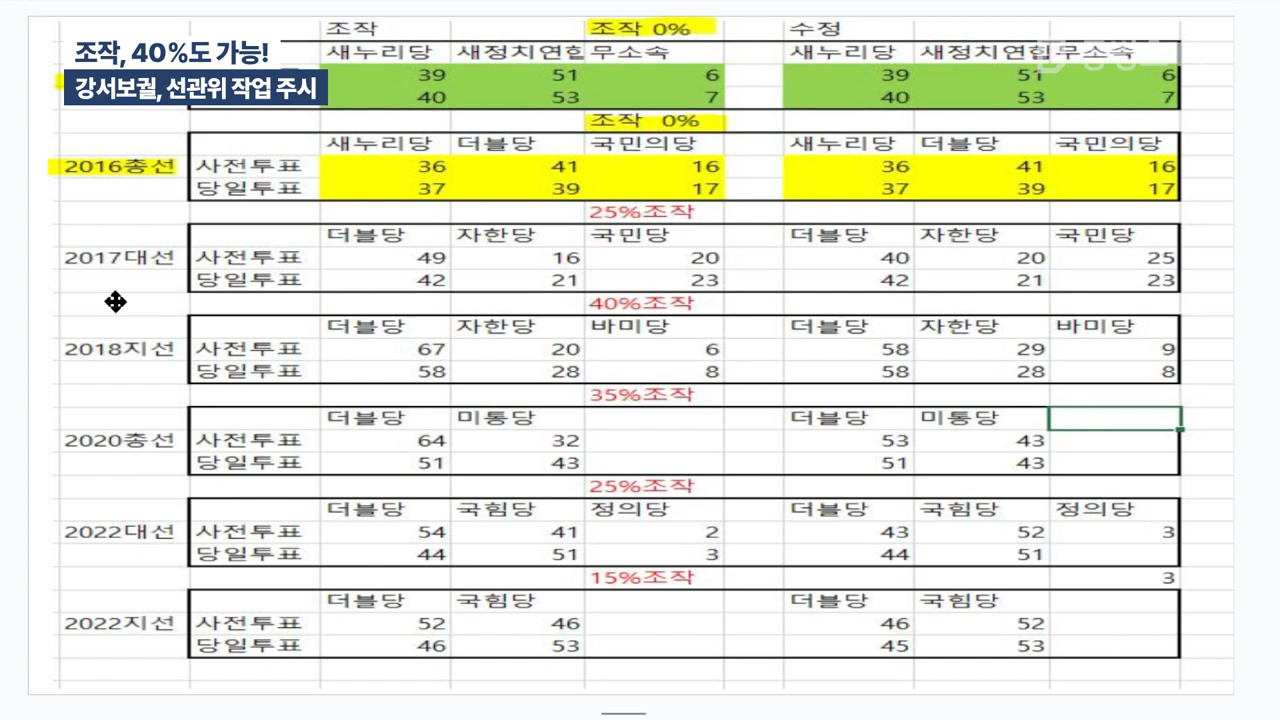 조작 조작 0% 수정
조작, 40%도 가능!
새누리당 새정치연합 무소속 새누리당 새정치연합 무소속
39 51 6 39 51 6
강서보궐, 선관위 작업 주시
40 53 7 40 53 7
조작 0%
새누리당 더블당 국민의당 새누리당 더블당 국민의당
2016총선 사전투표 36 41 16 36 41 16
당일투표 37 39 17 37 39 17
25%조작
더블당 자한당 국민당 더블당 자한당 국민당
2017대선 사전투표 49 16 20 40 20 25
당일투표 42 21 23 42 21 23
40%조작
더블당 자한당 바미당 더블당 자한당 바미당
2018지선 사전투표 67 20 6 58 29 9
당일투표 58 28 8 58 28 8
35%조작
더블당 미통당 더블당 미통당
2020총선 사전투표 64 32 53 43
당일투표 51 43 51 43
25%조작
더블당 국힘당 정의당 더블당 국힘당 정의당
2022대선 사전투표 54 41 2 43 52 3
당일투표 44 51 3 44 51
15%조작 3
더블당 국힘당 더블당 국힘당
2022지선 사전투표 52 46 46 52
당일투표 46 53 45 53